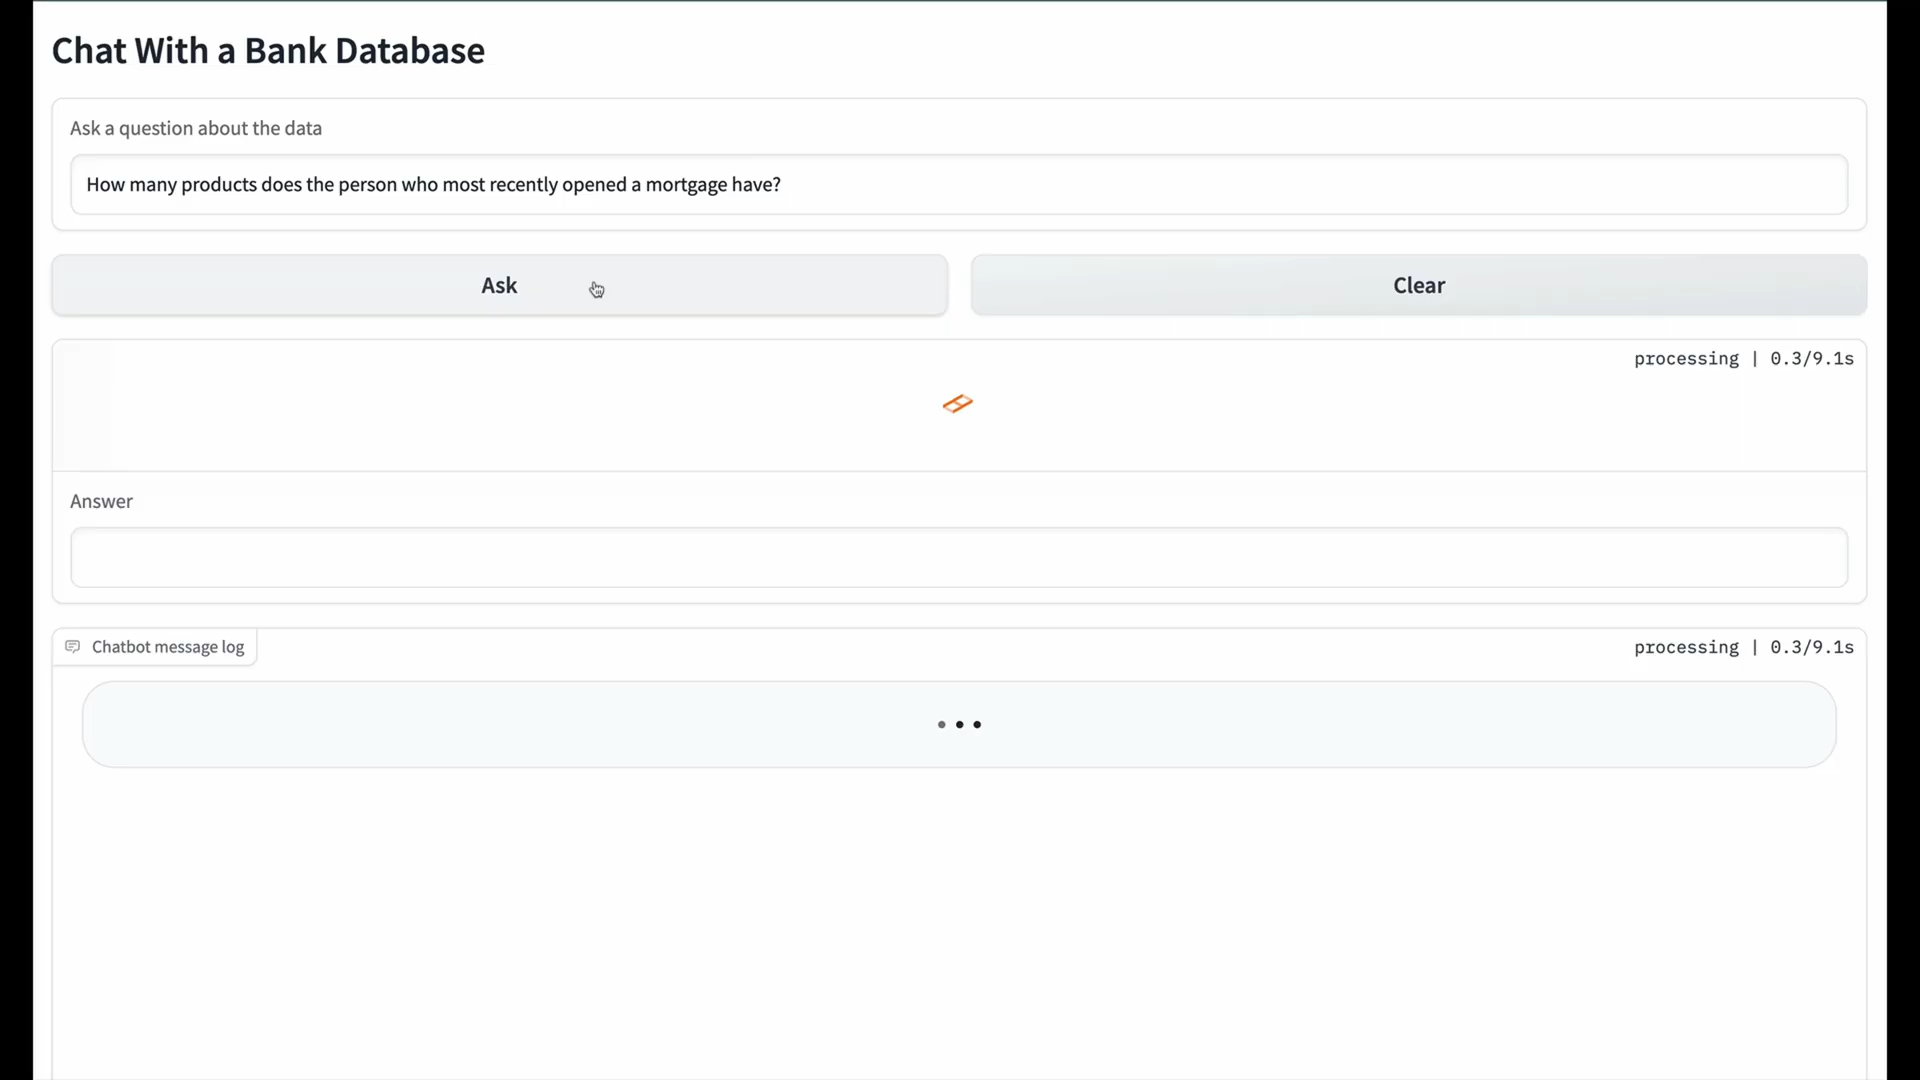 Chat With a Bank Database
Ask a question about the data
How many products does the person who most recently opened a mortgage have?
Ask
Clear
processing | 0.3/9.1s
Answer
Chatbot message log
processing | 0.3/9.1s